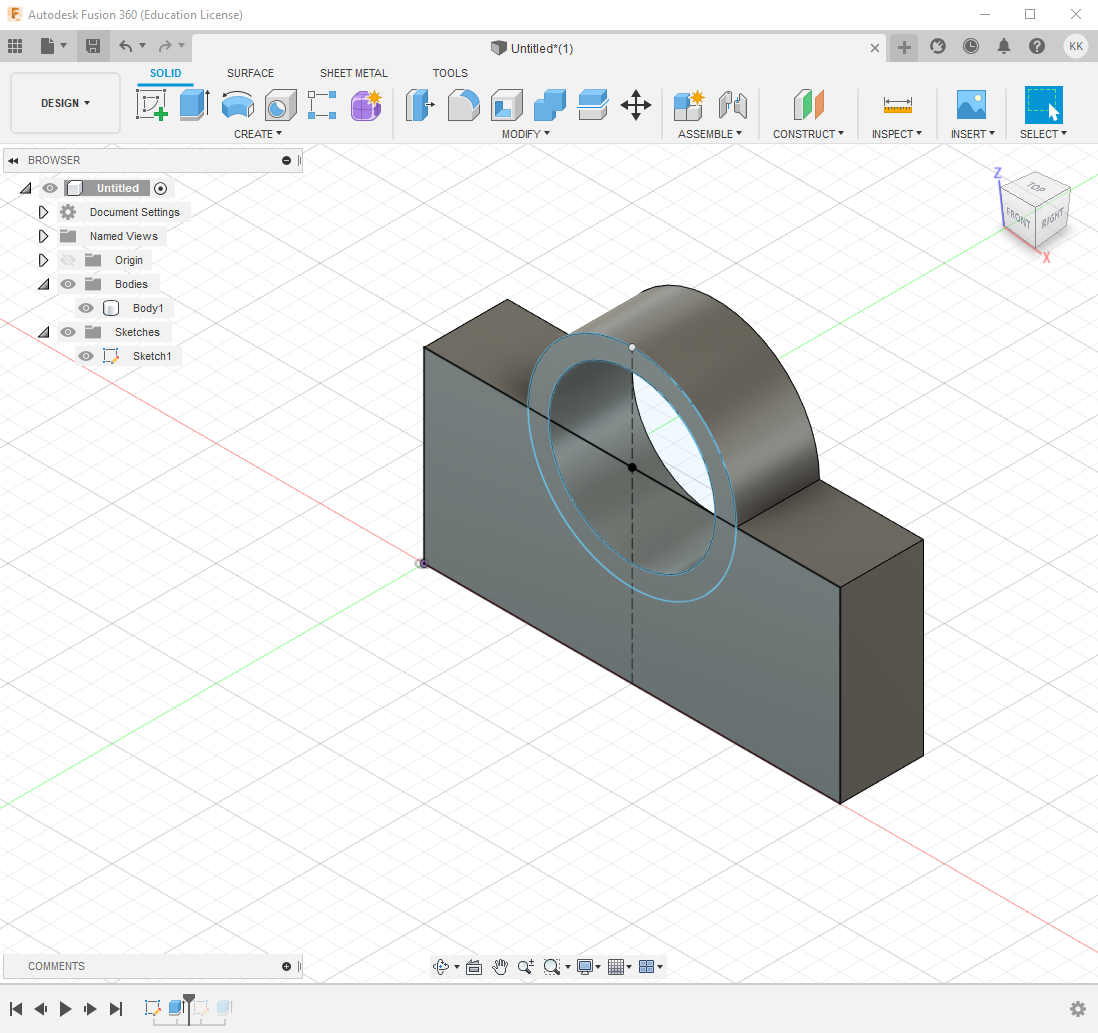 Autodesk Fusion 360 (Education License)
Untitled*(1)
KK
DESIGN
SOLID SURFACE SHEET METAL TOOLS
CREATE MODIFY ASSEMBLE CONSTRUCT INSPECT INSERT SELECT
BROWSER
Untitled
Document Settings
Named Views
Origin
Bodies
Body1
Sketches
Sketch1
Z
TOP
FRONT
RIGHT
X
COMMENTS